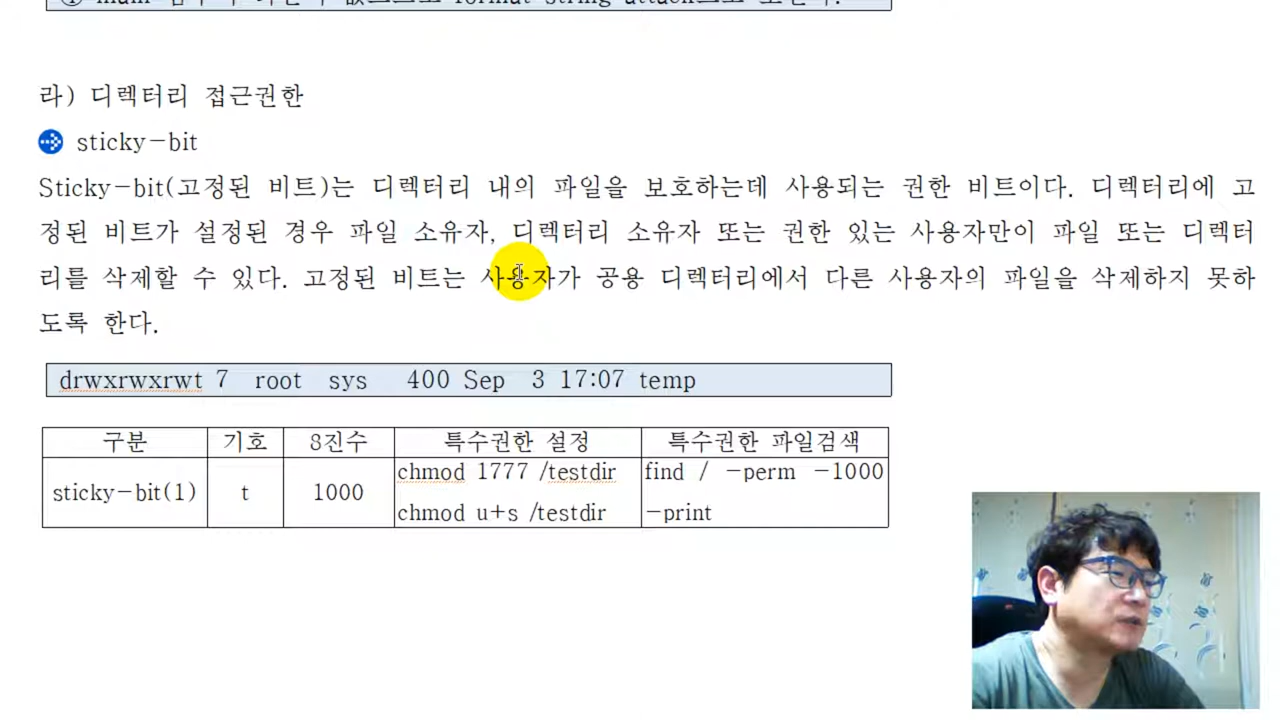 라) 디렉터리 접근권한
sticky-bit
Sticky-bit(고정된 비트)는 디렉터리 내의 파일을 보호하는데 사용되는 권한 비트이다. 디렉터리에 고
정된 비트가 설정된 경우 파일 소유자, 디렉터리 소유자 또는 권한 있는 사용자만이 파일 또는 디렉터
리를 삭제할 수 있다. 고정된 비트는 사용자가 공용 디렉터리에서 다른 사용자의 파일을 삭제하지 못하
도록 한다.
drwxrwxrwt 7 root sys 400 Sep 3 17:07 temp
구분 기호 8진수 특수권한 설정 특수권한 파일검색
sticky-bit(1) t 1000 chmod 1777 /testdir find / -perm -1000
chmod u+s /testdir -print